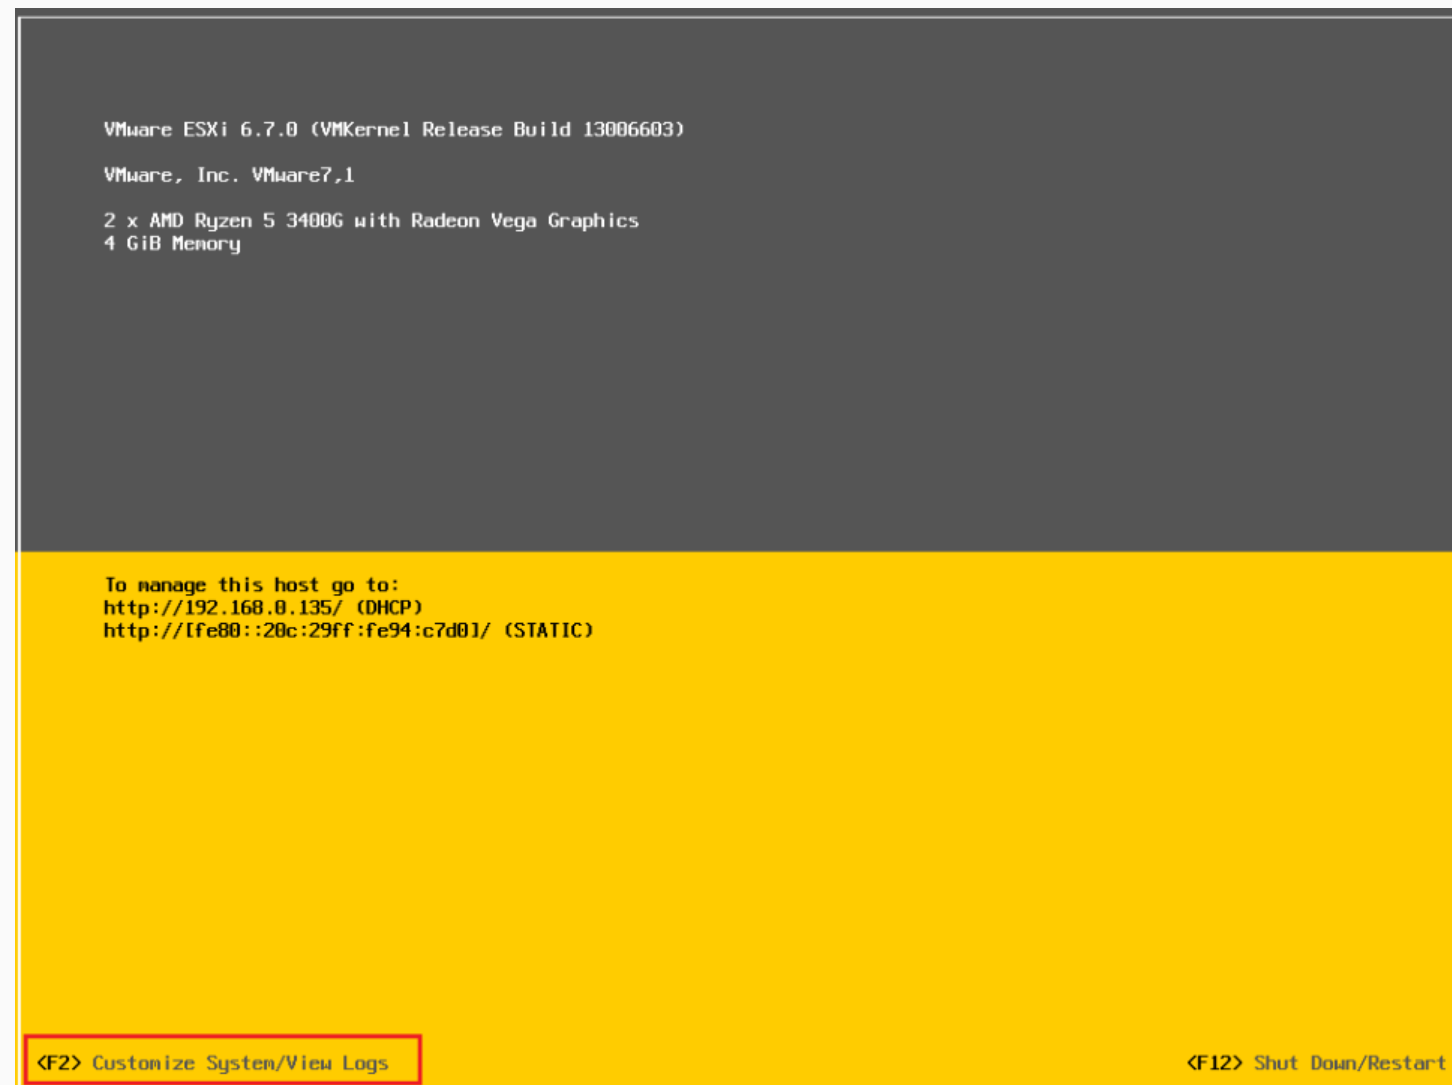 VMware ESXi 6.7.0 (VMKernel Release Build 13006603)
VMware, Inc. VMware7,1
2 x AMD Ryzen 5 3400G with Radeon Vega Graphics
4 GiB Memory
To manage this host go to:
http://192.168.0.135/ (DHCP)
http://[fe80::20c:29ff:fe94:c7d0]/ (STATIC)
<F2> Customize System/View Logs
<F12> Shut Down/Restart